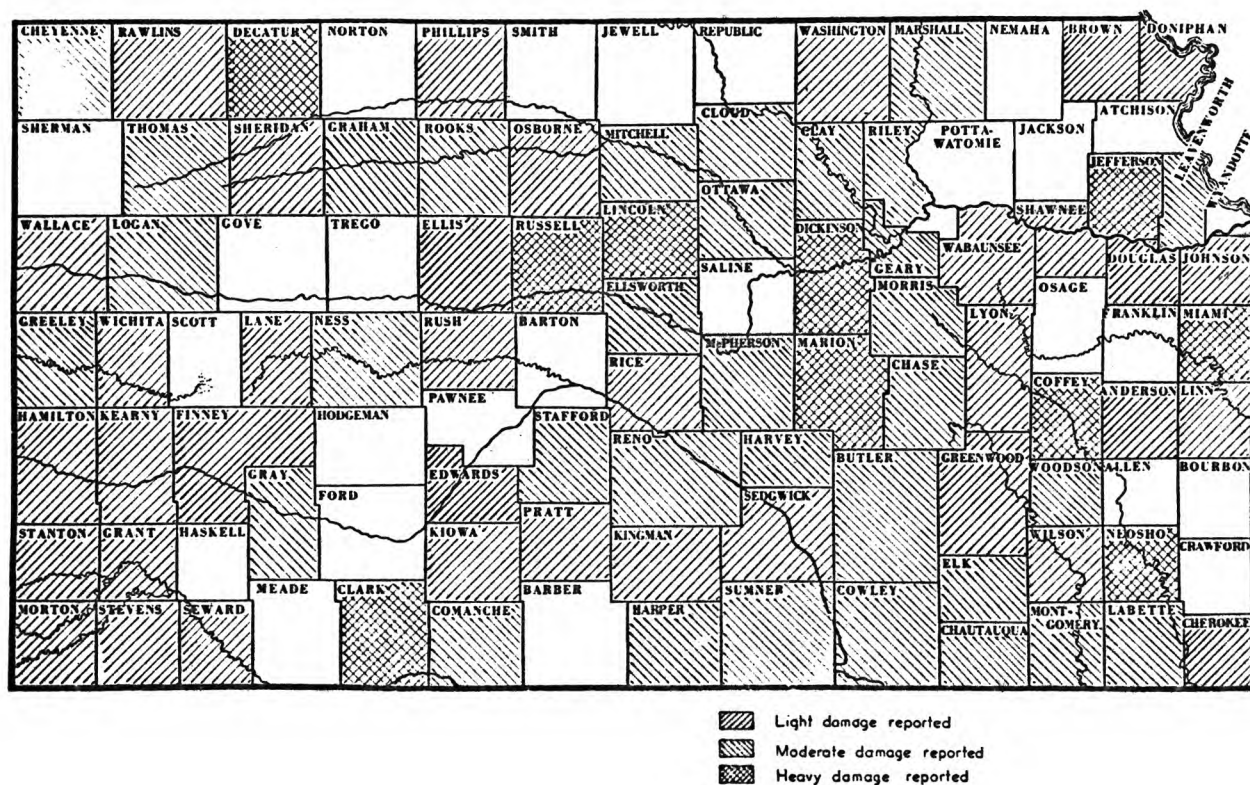 CHEYENNE RAWLINS DECATUR NORTON PHILLIPS SMITH JEWELL REPUBLIC WASHINGTON MARSHALL NEMAHA BROWN DONIPHAN
SHERMAN THOMAS SHERIDAN GRAHAM ROOKS OSBORNE MITCHELL CLOUD CLAY RILEY POTTA-
WATOMIE JACKSON ATCHISON
JEFFERSON LEAVENWORTH WYANDOTTE
WALLACE LOGAN GOVE TREGO ELLIS RUSSELL LINCOLN OTTAWA DICKINSON GEARY WABAUNSEE SHAWNEE DOUGLAS JOHNSON
SALINE ELLSWORTH MORRIS OSAGE
GREELEY WICHITA SCOTT LANE NESS RUSH BARTON RICE McPHERSON MARION CHASE LYON FRANKLIN MIAMI
HAMILTON KEARNY FINNEY HODGEMAN PAWNEE STAFFORD COFFEY ANDERSON LINN
RENO HARVEY BUTLER GREENWOOD WOODSON ALLEN BOURBON
GRAY FORD EDWARDS PRATT SEDGWICK
STANTON GRANT HASKELL KIOWA KINGMAN ELK WILSON NEOSHO CRAWFORD
MEADE CLARK BARBER
MORTON STEVENS SEWARD COMANCHE HARPER SUMNER COWLEY CHAUTAUQUA MONT-
GOMERY LABETTE CHEROKEE
Light damage reported
Moderate damage reported
Heavy damage reported